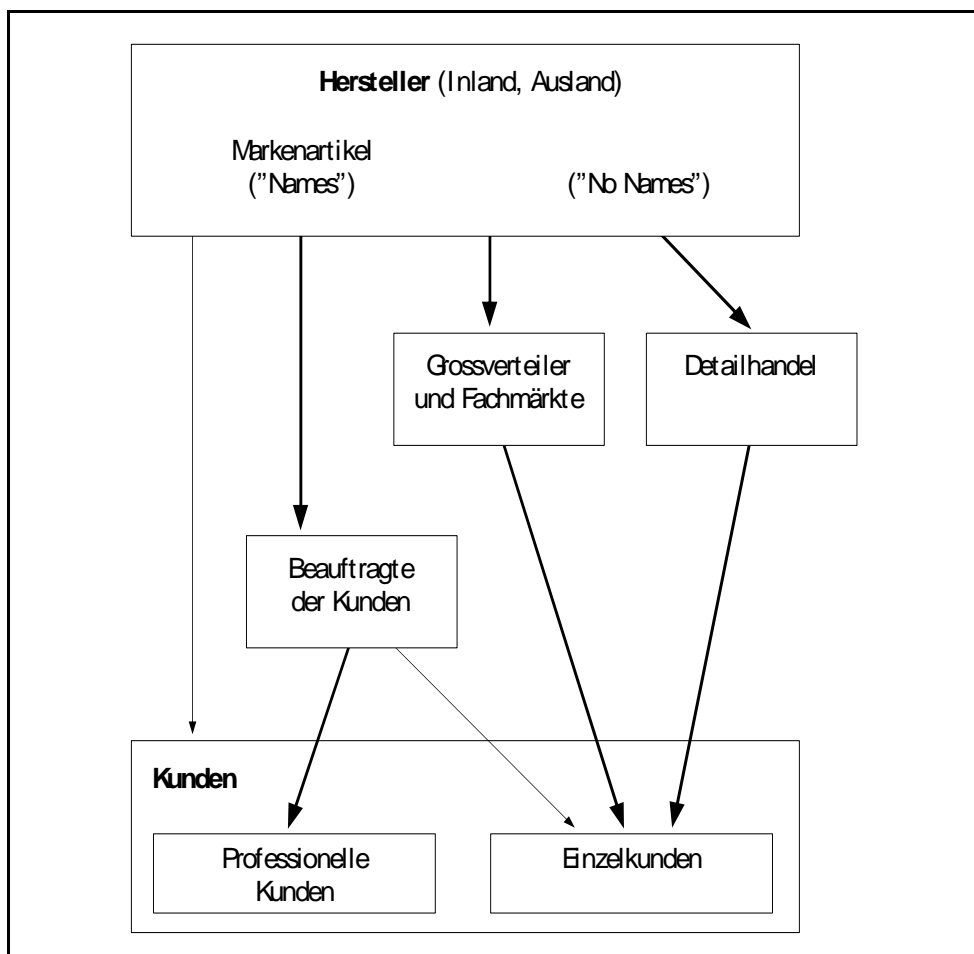 Hersteller (Inland, Ausland)
Markenartikel
("Names")
("No Names")
Grossverteiler
und Fachmärkte
Detailhandel
Beauftragte
der Kunden
Kunden
Professionelle
Kunden
Einzelkunden